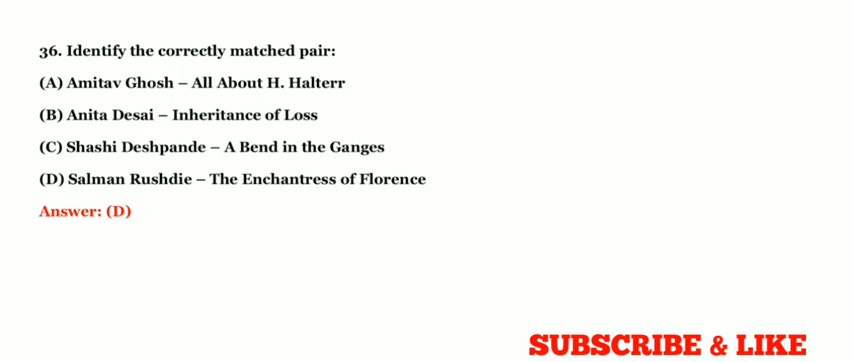 36. Identify the correctly matched pair:
(A) Amitav Ghosh – All About H. Halterr
(B) Anita Desai – Inheritance of Loss
(C) Shashi Deshpande – A Bend in the Ganges
(D) Salman Rushdie – The Enchantress of Florence
Answer: (D)
SUBSCRIBE & LIKE